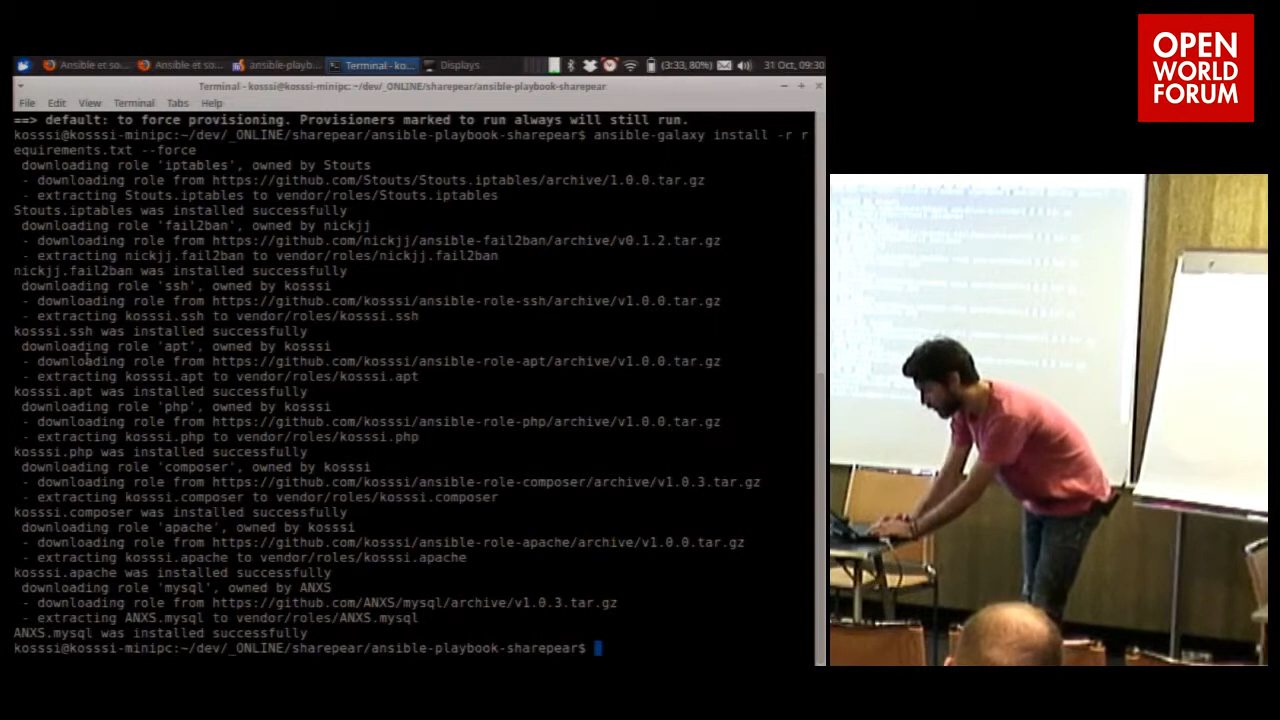 Ansible et so...
Ansible et so...
ansible-playb...
Terminal - ko...
Displays
(3:33, 80%)
31 Oct, 09:30
Terminal - kosssi@kosssi-minipc:~/dev/_ONLINE/sharepear/ansible-playbook-sharepear
File Edit View Terminal Tabs Help
==> default: to force provisioning. Provisioners marked to run always will still run.
kosssi@kosssi-minipc:~/dev/_ONLINE/sharepear/ansible-playbook-sharepear$ ansible-galaxy install -r r
equirements.txt --force
downloading role 'iptables', owned by Stouts
- downloading role from https://github.com/Stouts/Stouts.iptables/archive/1.0.0.tar.gz
- extracting Stouts.iptables to vendor/roles/Stouts.iptables
Stouts.iptables was installed successfully
downloading role 'fail2ban', owned by nickjj
- downloading role from https://github.com/nickjj/ansible-fail2ban/archive/v0.1.2.tar.gz
- extracting nickjj.fail2ban to vendor/roles/nickjj.fail2ban
nickjj.fail2ban was installed successfully
downloading role 'ssh', owned by kosssi
- downloading role from https://github.com/kosssi/ansible-role-ssh/archive/v1.0.0.tar.gz
- extracting kosssi.ssh to vendor/roles/kosssi.ssh
kosssi.ssh was installed successfully
downloading role 'apt', owned by kosssi
- downloading role from https://github.com/kosssi/ansible-role-apt/archive/v1.0.0.tar.gz
- extracting kosssi.apt to vendor/roles/kosssi.apt
kosssi.apt was installed successfully
downloading role 'php', owned by kosssi
- downloading role from https://github.com/kosssi/ansible-role-php/archive/v1.0.0.tar.gz
- extracting kosssi.php to vendor/roles/kosssi.php
kosssi.php was installed successfully
downloading role 'composer', owned by kosssi
- downloading role from https://github.com/kosssi/ansible-role-composer/archive/v1.0.3.tar.gz
- extracting kosssi.composer to vendor/roles/kosssi.composer
kosssi.composer was installed successfully
downloading role 'apache', owned by kosssi
- downloading role from https://github.com/kosssi/ansible-role-apache/archive/v1.0.0.tar.gz
- extracting kosssi.apache to vendor/roles/kosssi.apache
kosssi.apache was installed successfully
downloading role 'mysql', owned by ANXS
- downloading role from https://github.com/ANXS/mysql/archive/v1.0.3.tar.gz
- extracting ANXS.mysql to vendor/roles/ANXS.mysql
ANXS.mysql was installed successfully
kosssi@kosssi-minipc:~/dev/_ONLINE/sharepear/ansible-playbook-sharepear$
OPEN
WORLD
FORUM